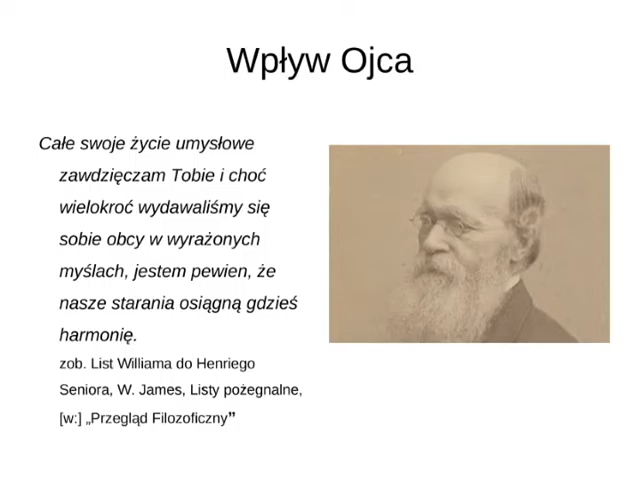 Wpływ Ojca
Całe swoje życie umysłowe
zawdzięczam Tobie i choć
wielokroć wydawaliśmy się
sobie obcy w wyrażonych
myślach, jestem pewien, że
nasze starania osiągną gdzieś
harmonię.
zob. List Williama do Henriego
Seniora, W. James, Listy pożegnalne,
[w:] „Przegląd Filozoficzny”